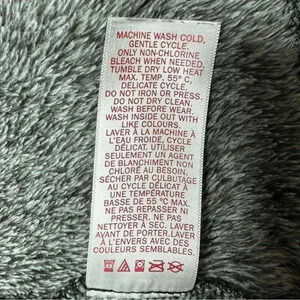 MACHINE WASH COLD,
GENTLE CYCLE.
ONLY NON-CHLORINE
BLEACH WHEN NEEDED.
TUMBLE DRY LOW HEAT
MAX. TEMP. 55° C,
DELICATE CYCLE.
DO NOT IRON OR PRESS.
DO NOT DRY CLEAN.
WASH BEFORE WEAR.
WASH INSIDE OUT WITH
LIKE COLOURS.
LAVER À LA MACHINE À
L'EAU FROIDE, CYCLE
DÉLICAT. UTILISER
SEULEMENT UN AGENT
DE BLANCHIMENT NON
CHLORÉ AU BESOIN.
SÉCHER PAR CULBUTAGE
AU CYCLE DÉLICAT À
UNE TEMPÉRATURE
BASSE DE 55 °C MAX.
NE PAS REPASSER NI
PRESSER. NE PAS
NETTOYER À SEC. LAVER
AVANT DE PORTER.LAVER
À L'ENVERS AVEC DES
COULEURS SEMBLABLES.